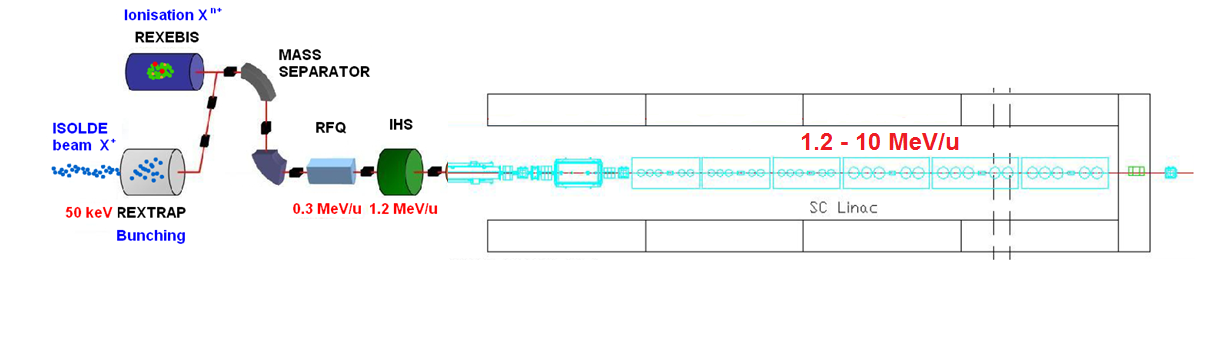 Ionisation X n+
REXEBIS
MASS
SEPARATOR
ISOLDE
beam X+
RFQ
IHS
1.2 - 10 MeV/u
50 keV REXTRAP
0.3 MeV/u 1.2 MeV/u
SC Linac
Bunching